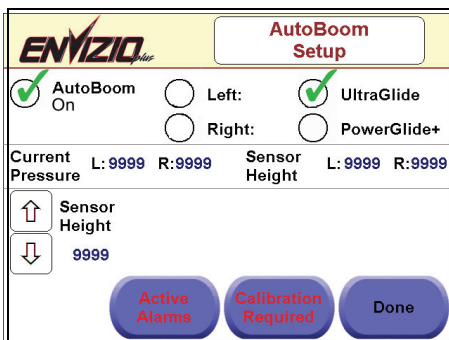 ENVIZIO plus
AutoBoom
Setup
AutoBoom
On
Left:
UltraGlide
Right:
PowerGlide+
Current
Pressure
L: 9999 R: 9999
Sensor
Height
L: 9999 R: 9999
Sensor
Height
9999
Active
Alarms
Calibration
Required
Done